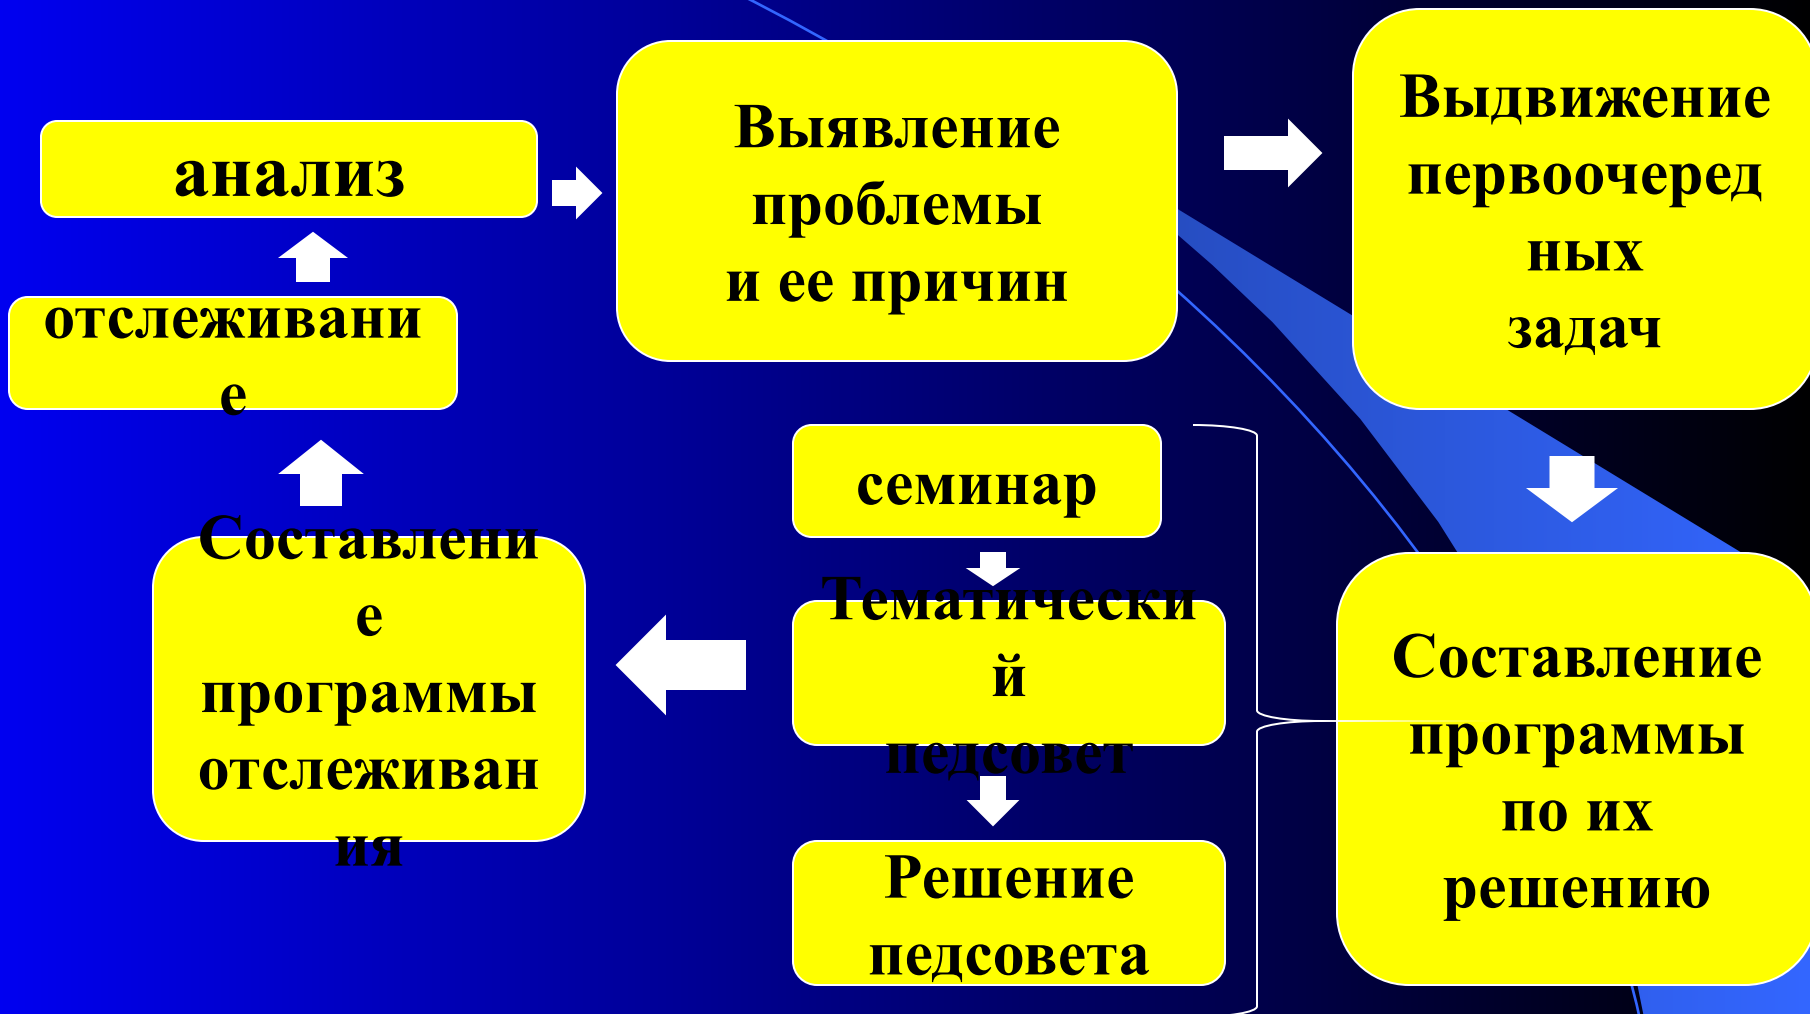 анализ
Выявление
проблемы
и ее причин
Выдвижение
первоочеред
ных
задач
отслеживани
е
семинар
Тематически
й
педсовет
Решение
педсовета
Составлени
е
программы
отслеживан
ия
Составление
программы
по их
решению